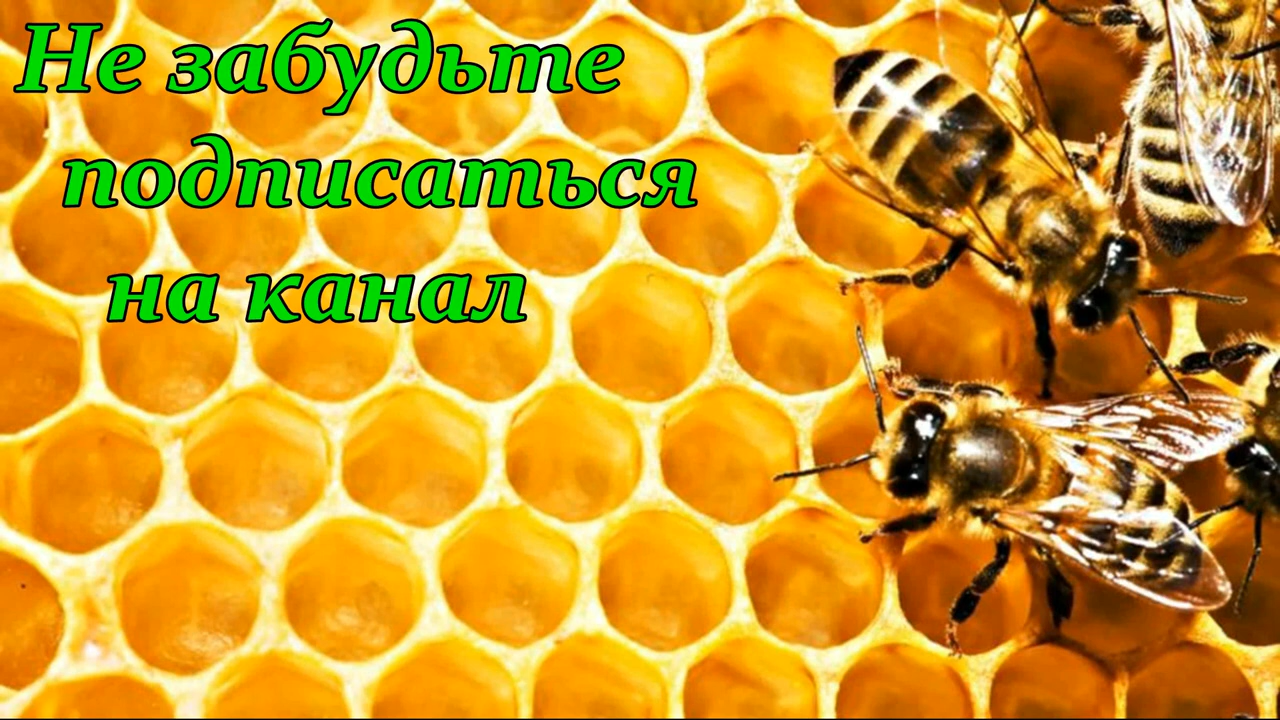 Не забудьте
подписаться
на канал